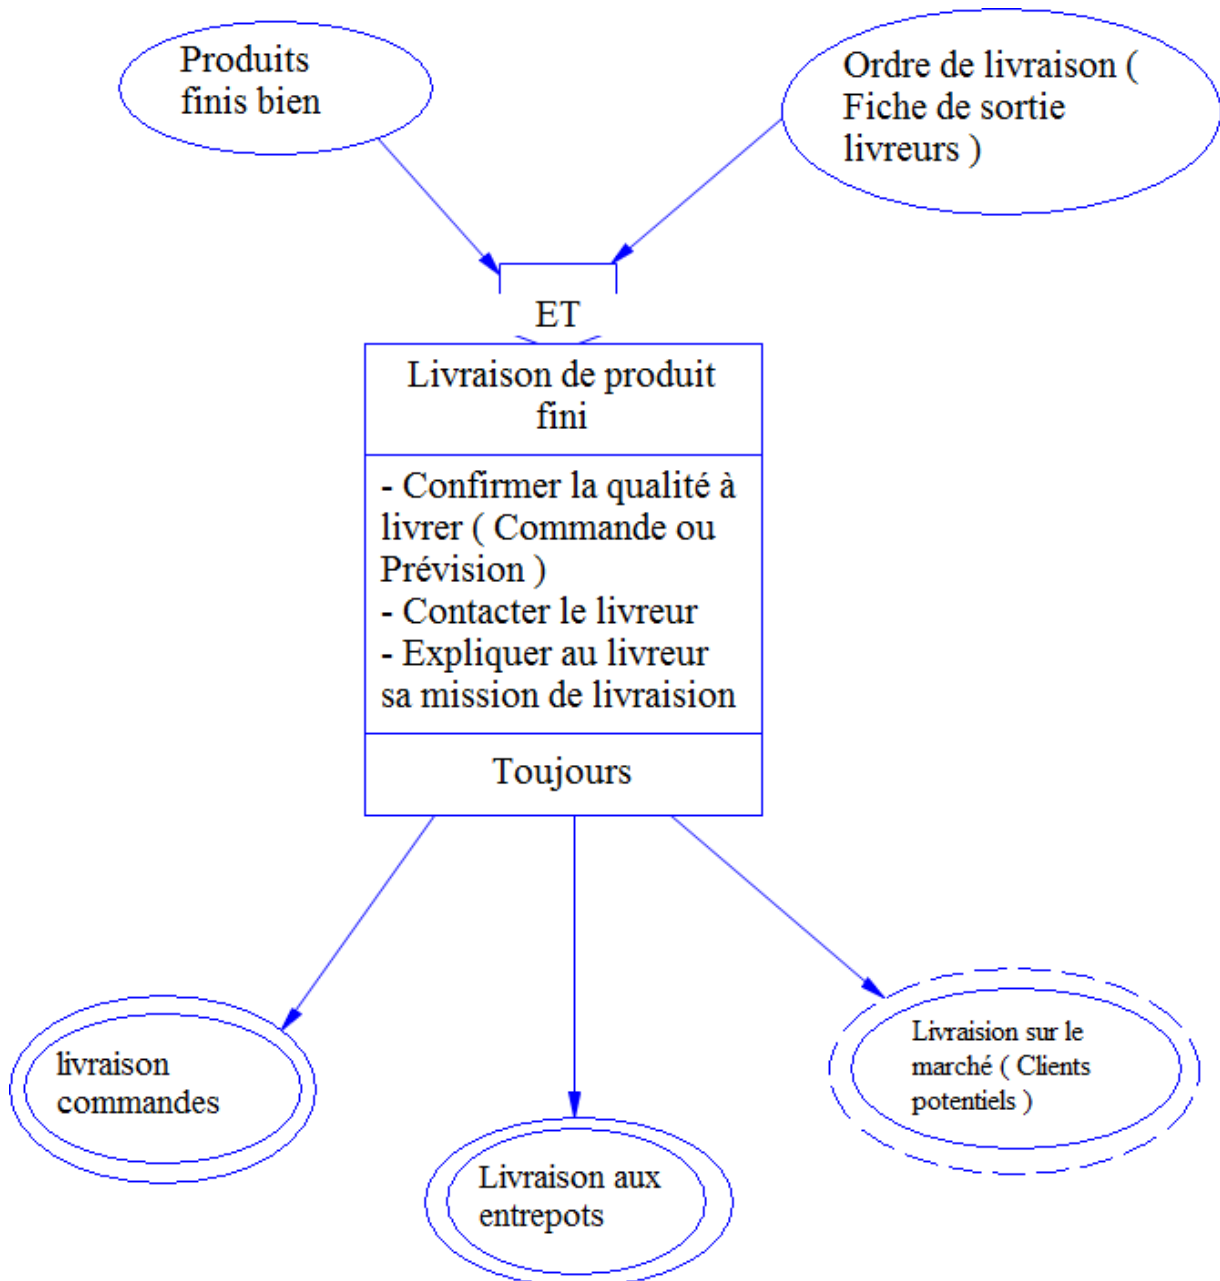 Produits
finis bien
Ordre de livraison (
Fiche de sortie
livreurs )
ET
Livraison de produit
fini
- Confirmer la qualité à
livrer ( Commande ou
Prévision )
- Contacter le livreur
- Expliquer au livreur
sa mission de livraision
Toujours
livraison
commandes
Livraison aux
entrepots
Livraision sur le
marché ( Clients
potentiels )